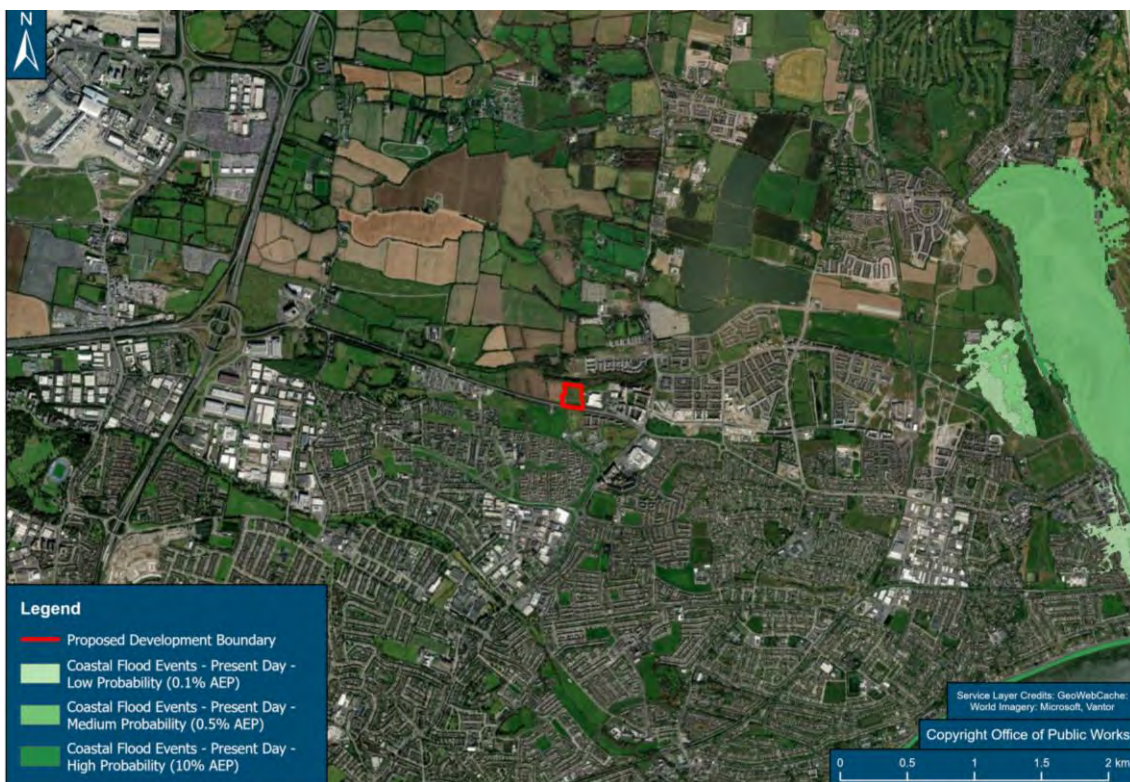 N
Legend
Proposed Development Boundary
Coastal Flood Events - Present Day -
Low Probability (0.1% AEP)
Coastal Flood Events - Present Day -
Medium Probability (0.5% AEP)
Coastal Flood Events - Present Day -
High Probability (10% AEP)
Service Layer Credits: GeoWebCache:
World Imagery: Microsoft, Vantor
Copyright Office of Public Works
0 0.5 1 1.5 2 km